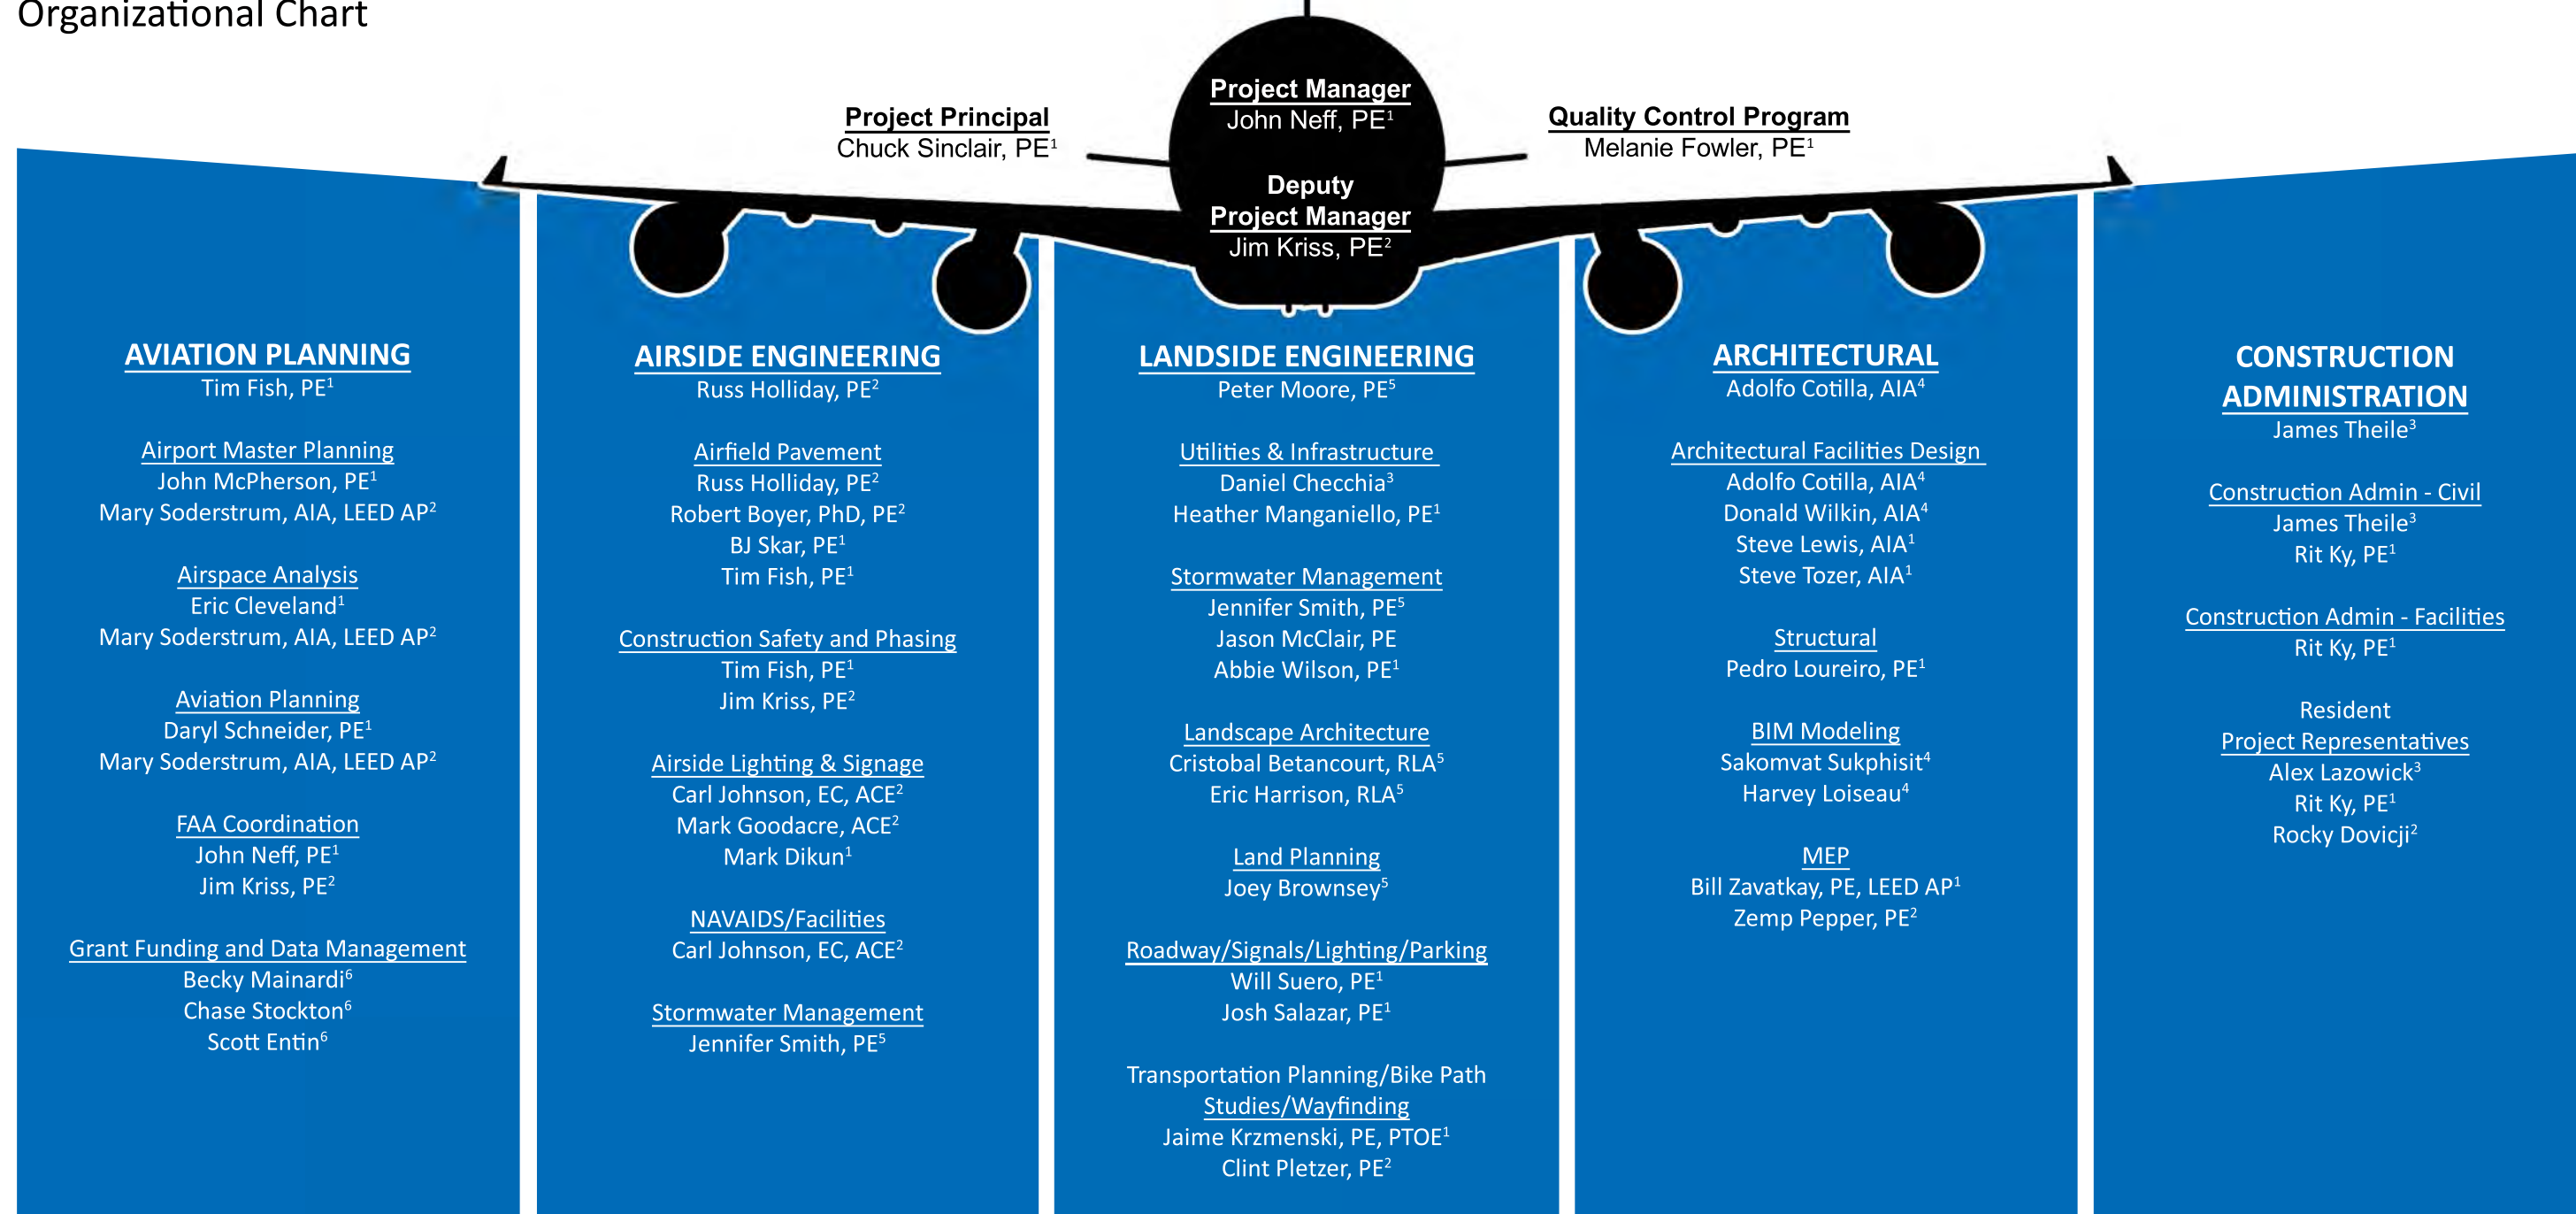 Organizational Chart
Project Manager
John Neff, PE¹
Project Principal
Chuck Sinclair, PE¹
Quality Control Program
Melanie Fowler, PE¹
Deputy
Project Manager
Jim Kriss, PE²
AVIATION PLANNING
Tim Fish, PE¹
Airport Master Planning
John McPherson, PE¹
Mary Soderstrum, AIA, LEED AP²
Airspace Analysis
Eric Cleveland¹
Mary Soderstrum, AIA, LEED AP²
Aviation Planning
Daryl Schneider, PE¹
Mary Soderstrum, AIA, LEED AP²
FAA Coordination
John Neff, PE¹
Jim Kriss, PE²
Grant Funding and Data Management
Becky Mainardi⁶
Chase Stockton⁶
Scott Entin⁶
AIRSIDE ENGINEERING
Russ Holliday, PE²
Airfield Pavement
Russ Holliday, PE²
Robert Boyer, PhD, PE²
BJ Skar, PE¹
Tim Fish, PE¹
Construction Safety and Phasing
Tim Fish, PE¹
Jim Kriss, PE²
Airside Lighting & Signage
Carl Johnson, EC, ACE²
Mark Goodacre, ACE²
Mark Dikun¹
NAVAIDS/Facilities
Carl Johnson, EC, ACE²
Stormwater Management
Jennifer Smith, PE⁵
LANDSIDE ENGINEERING
Peter Moore, PE⁵
Utilities & Infrastructure
Daniel Checchia³
Heather Manganiello, PE¹
Stormwater Management
Jennifer Smith, PE⁵
Jason McClair, PE
Abbie Wilson, PE¹
Landscape Architecture
Cristobal Betancourt, RLA⁵
Eric Harrison, RLA⁵
Land Planning
Joey Brownsey⁵
Roadway/Signals/Lighting/Parking
Will Suero, PE¹
Josh Salazar, PE¹
Transportation Planning/Bike Path
Studies/Wayfinding
Jaime Krzmenski, PE, PTOE¹
Clint Pletzer, PE²
ARCHITECTURAL
Adolfo Cotilla, AIA⁴
Architectural Facilities Design
Adolfo Cotilla, AIA⁴
Donald Wilkin, AIA⁴
Steve Lewis, AIA¹
Steve Tozer, AIA¹
Structural
Pedro Loureiro, PE¹
BIM Modeling
Sakomvat Sukphisit⁴
Harvey Loiseau⁴
MEP
Bill Zavatkay, PE, LEED AP¹
Zemp Pepper, PE²
CONSTRUCTION
ADMINISTRATION
James Theile³
Construction Admin - Civil
James Theile³
Rit Ky, PE¹
Construction Admin - Facilities
Rit Ky, PE¹
Resident
Project Representatives
Alex Lazowick³
Rit Ky, PE¹
Rocky Dovicji²